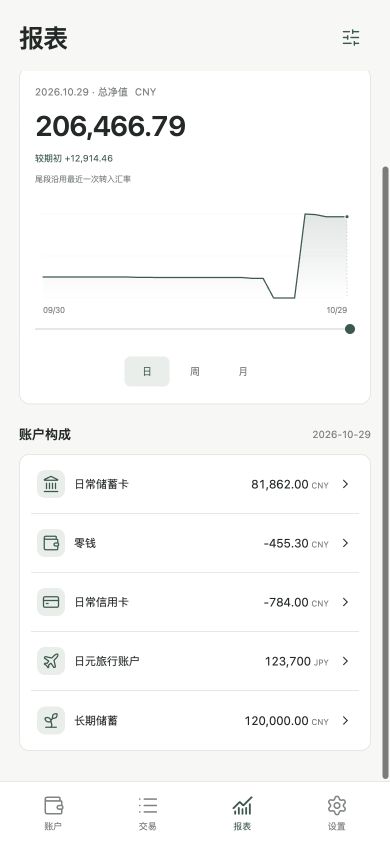 报表
2026.10.29 · 总净值 CNY
206,466.79
较期初 +12,914.46
尾段沿用最近一次转入汇率
09/30 10/29
日 周 月
账户构成 2026-10-29
日常储蓄卡 81,862.00 CNY
零钱 -455.30 CNY
日常信用卡 -784.00 CNY
日元旅行账户 123,700 JPY
长期储蓄 120,000.00 CNY
账户 交易 报表 设置